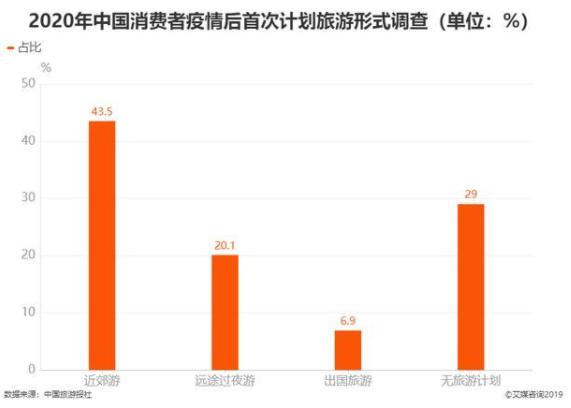 2020年中国消费者疫情后首次计划旅游形式调查（单位：%）
占比
%
50
40
30
20
10
0
43.5
20.1
6.9
29
近郊游
远途过夜游
出国旅游
无旅游计划
数据来源：中国旅游报社
©艾媒咨询2019